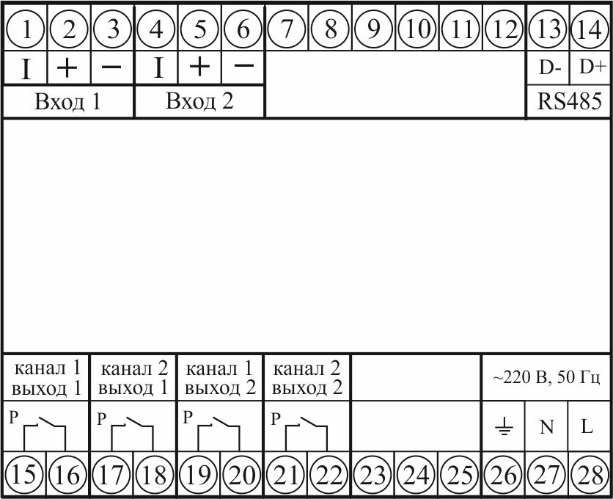 1 2 3 4 5 6 7 8 9 10 11 12 13 14
I + − I + − D- D+
Вход 1 Вход 2 RS485
канал 1 канал 2 канал 1 канал 2
выход 1 выход 1 выход 2 выход 2
~220 В, 50 Гц
P P P P N L
15 16 17 18 19 20 21 22 23 24 25 26 27 28